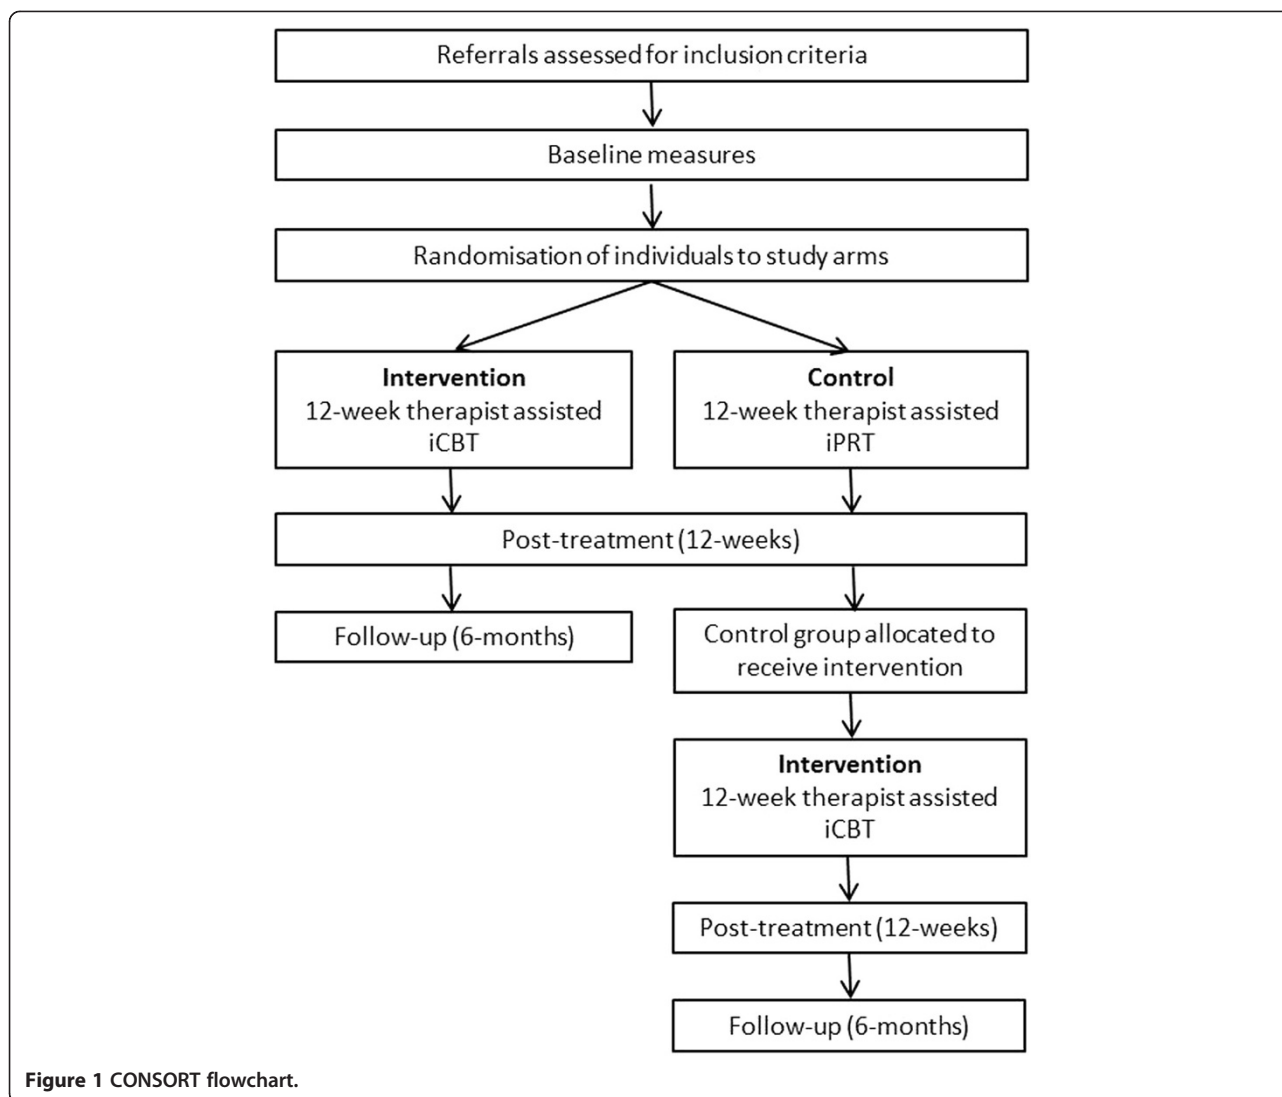 Referrals assessed for inclusion criteria
Baseline measures
Randomisation of individuals to study arms
Intervention
12-week therapist assisted
iCBT
Control
12-week therapist assisted
iPRT
Post-treatment (12-weeks)
Follow-up (6-months)
Control group allocated to
receive intervention
Intervention
12-week therapist assisted
iCBT
Post-treatment (12-weeks)
Follow-up (6-months)
Figure 1 CONSORT flowchart.